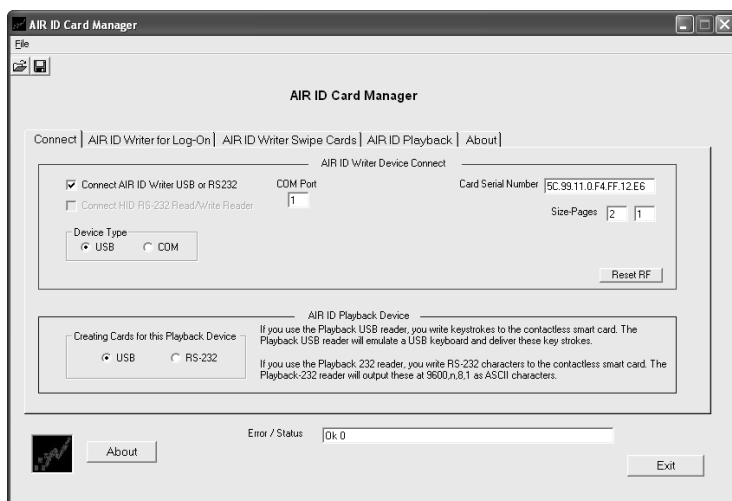 AIR ID Card Manager
File
AIR ID Card Manager
Connect
AIR ID Writer for Log-On
AIR ID Writer Swipe Cards
AIR ID Playback
About
AIR ID Writer Device Connect
Connect AIR ID Writer USB or RS232
COM Port
Card Serial Number
5C.99.11.0.F4.FF.12.E6
Connect HID RS-232 Read/Write Reader
1
Size-Pages
2
1
Device Type
USB
COM
Reset RF
AIR ID Playback Device
Creating Cards for this Playback Device
USB
RS-232
If you use the Playback USB reader, you write keystrokes to the contactless smart card. The
Playback USB reader will emulate a USB keyboard and deliver these key strokes.
If you use the Playback 232 reader, you write RS-232 characters to the contactless smart card. The
Playback-232 reader will output these at 9600,n,8,1 as ASCII characters.
About
Error / Status
Ok 0
Exit